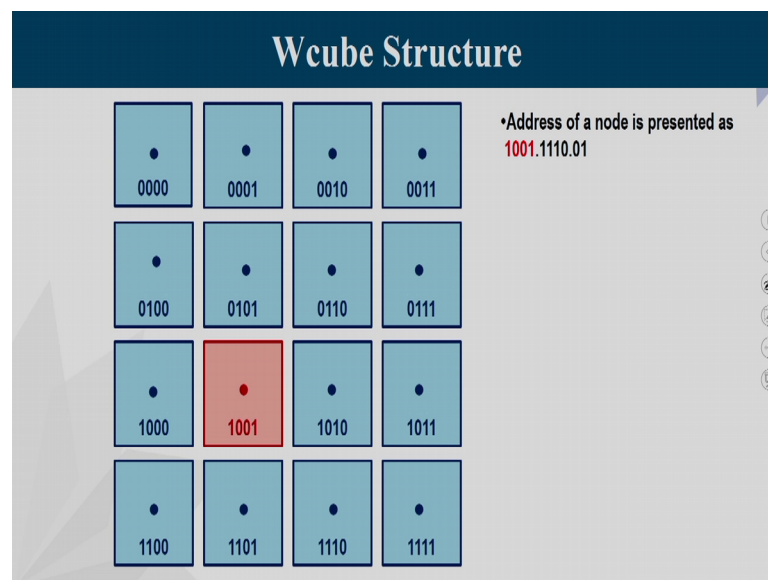 Wcube Structure
•Address of a node is presented as
1001.1110.01
0000 0001 0010 0011
0100 0101 0110 0111
1000 1001 1010 1011
1100 1101 1110 1111